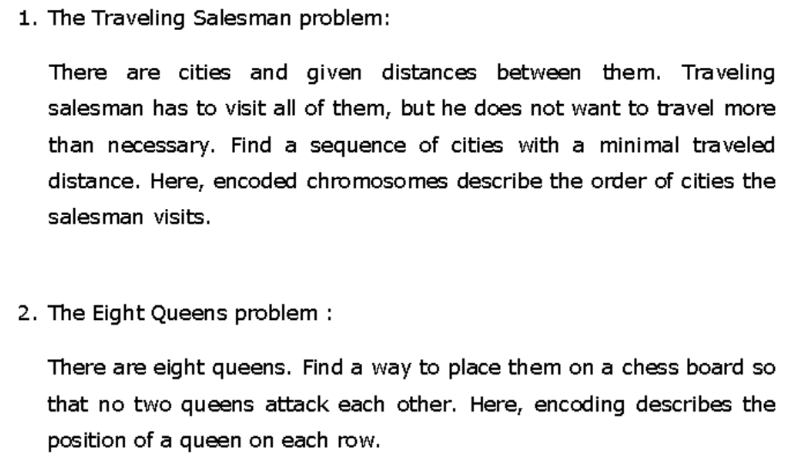 1. The Traveling Salesman problem:
There are cities and given distances between them. Traveling
salesman has to visit all of them, but he does not want to travel more
than necessary. Find a sequence of cities with a minimal traveled
distance. Here, encoded chromosomes describe the order of cities the
salesman visits.
2. The Eight Queens problem :
There are eight queens. Find a way to place them on a chess board so
that no two queens attack each other. Here, encoding describes the
position of a queen on each row.